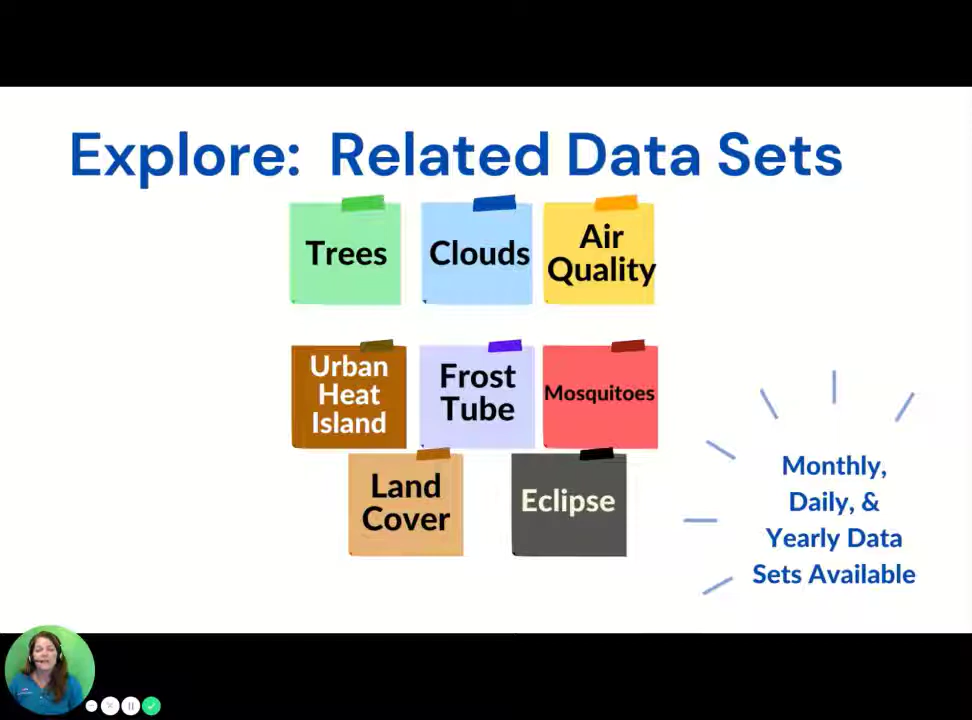 Explore: Related Data Sets
Trees
Clouds
Air
Quality
Urban
Heat
Island
Frost
Tube
Mosquitoes
Land
Cover
Eclipse
Monthly,
Daily, &
Yearly Data
Sets Available